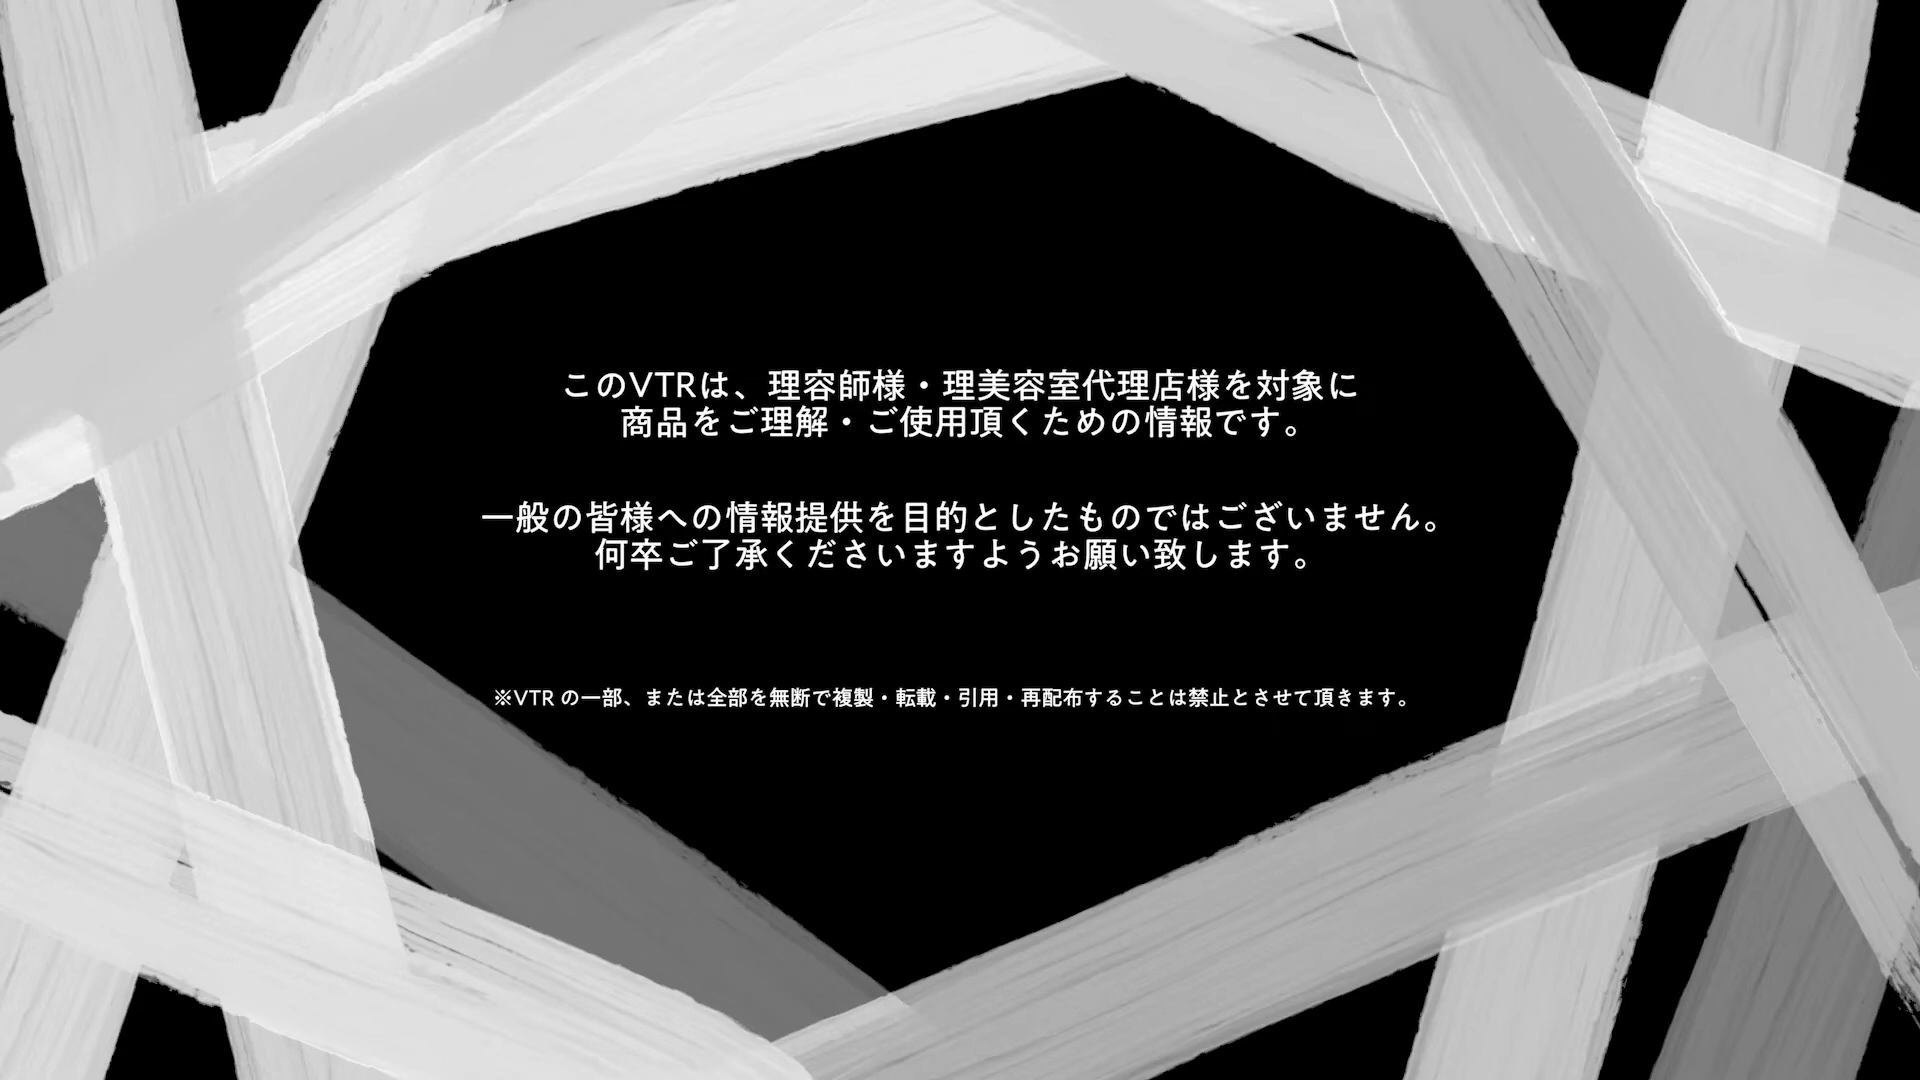 このVTRは、理容師様・理美容室代理店様を対象に
商品をご理解・ご使用頂くための情報です。
一般の皆様への情報提供を目的としたものではございません。
何卒ご了承くださいますようお願い致します。
※VTR の一部、または全部を無断で複製・転載・引用・再配布することは禁止とさせて頂きます。